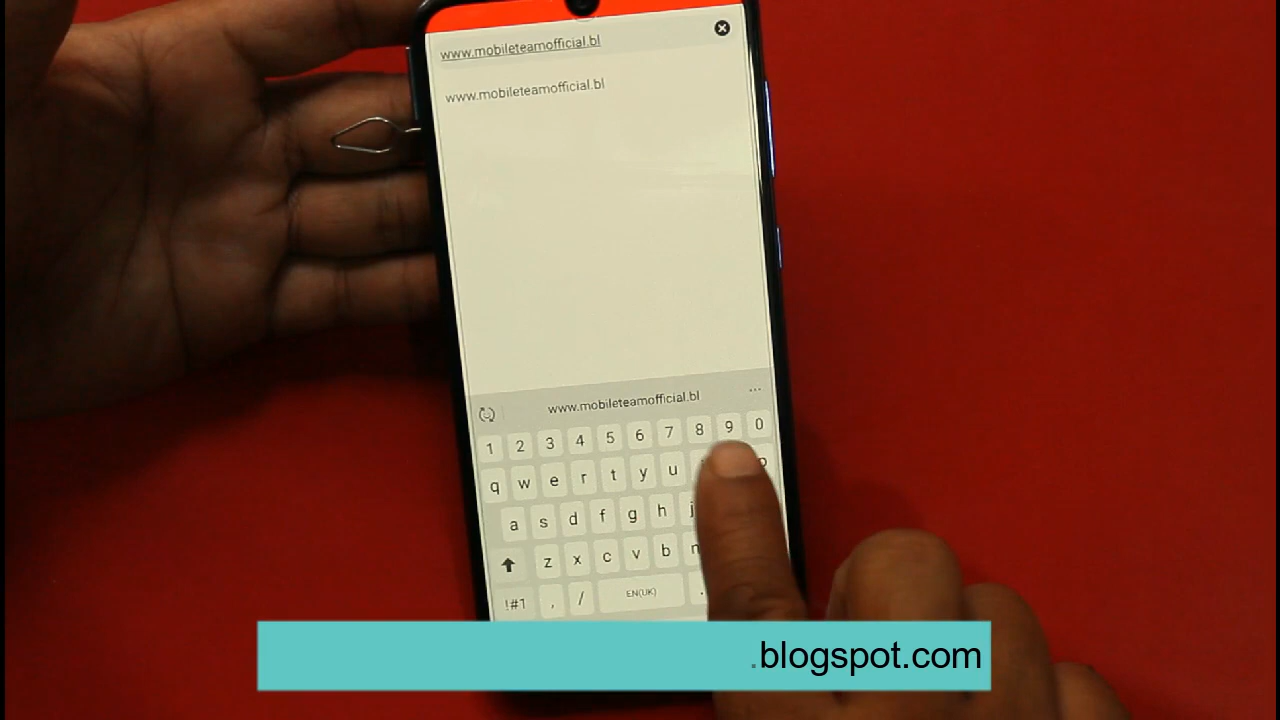 www.mobileteamofficial.bl
www.mobileteamofficial.bl
www.mobileteamofficial.bl
1 2 3 4 5 6 7 8 9 0
q w e r t y u p
a s d f g h j
z x c v b n
!#1 , / EN(UK) .
.blogspot.com